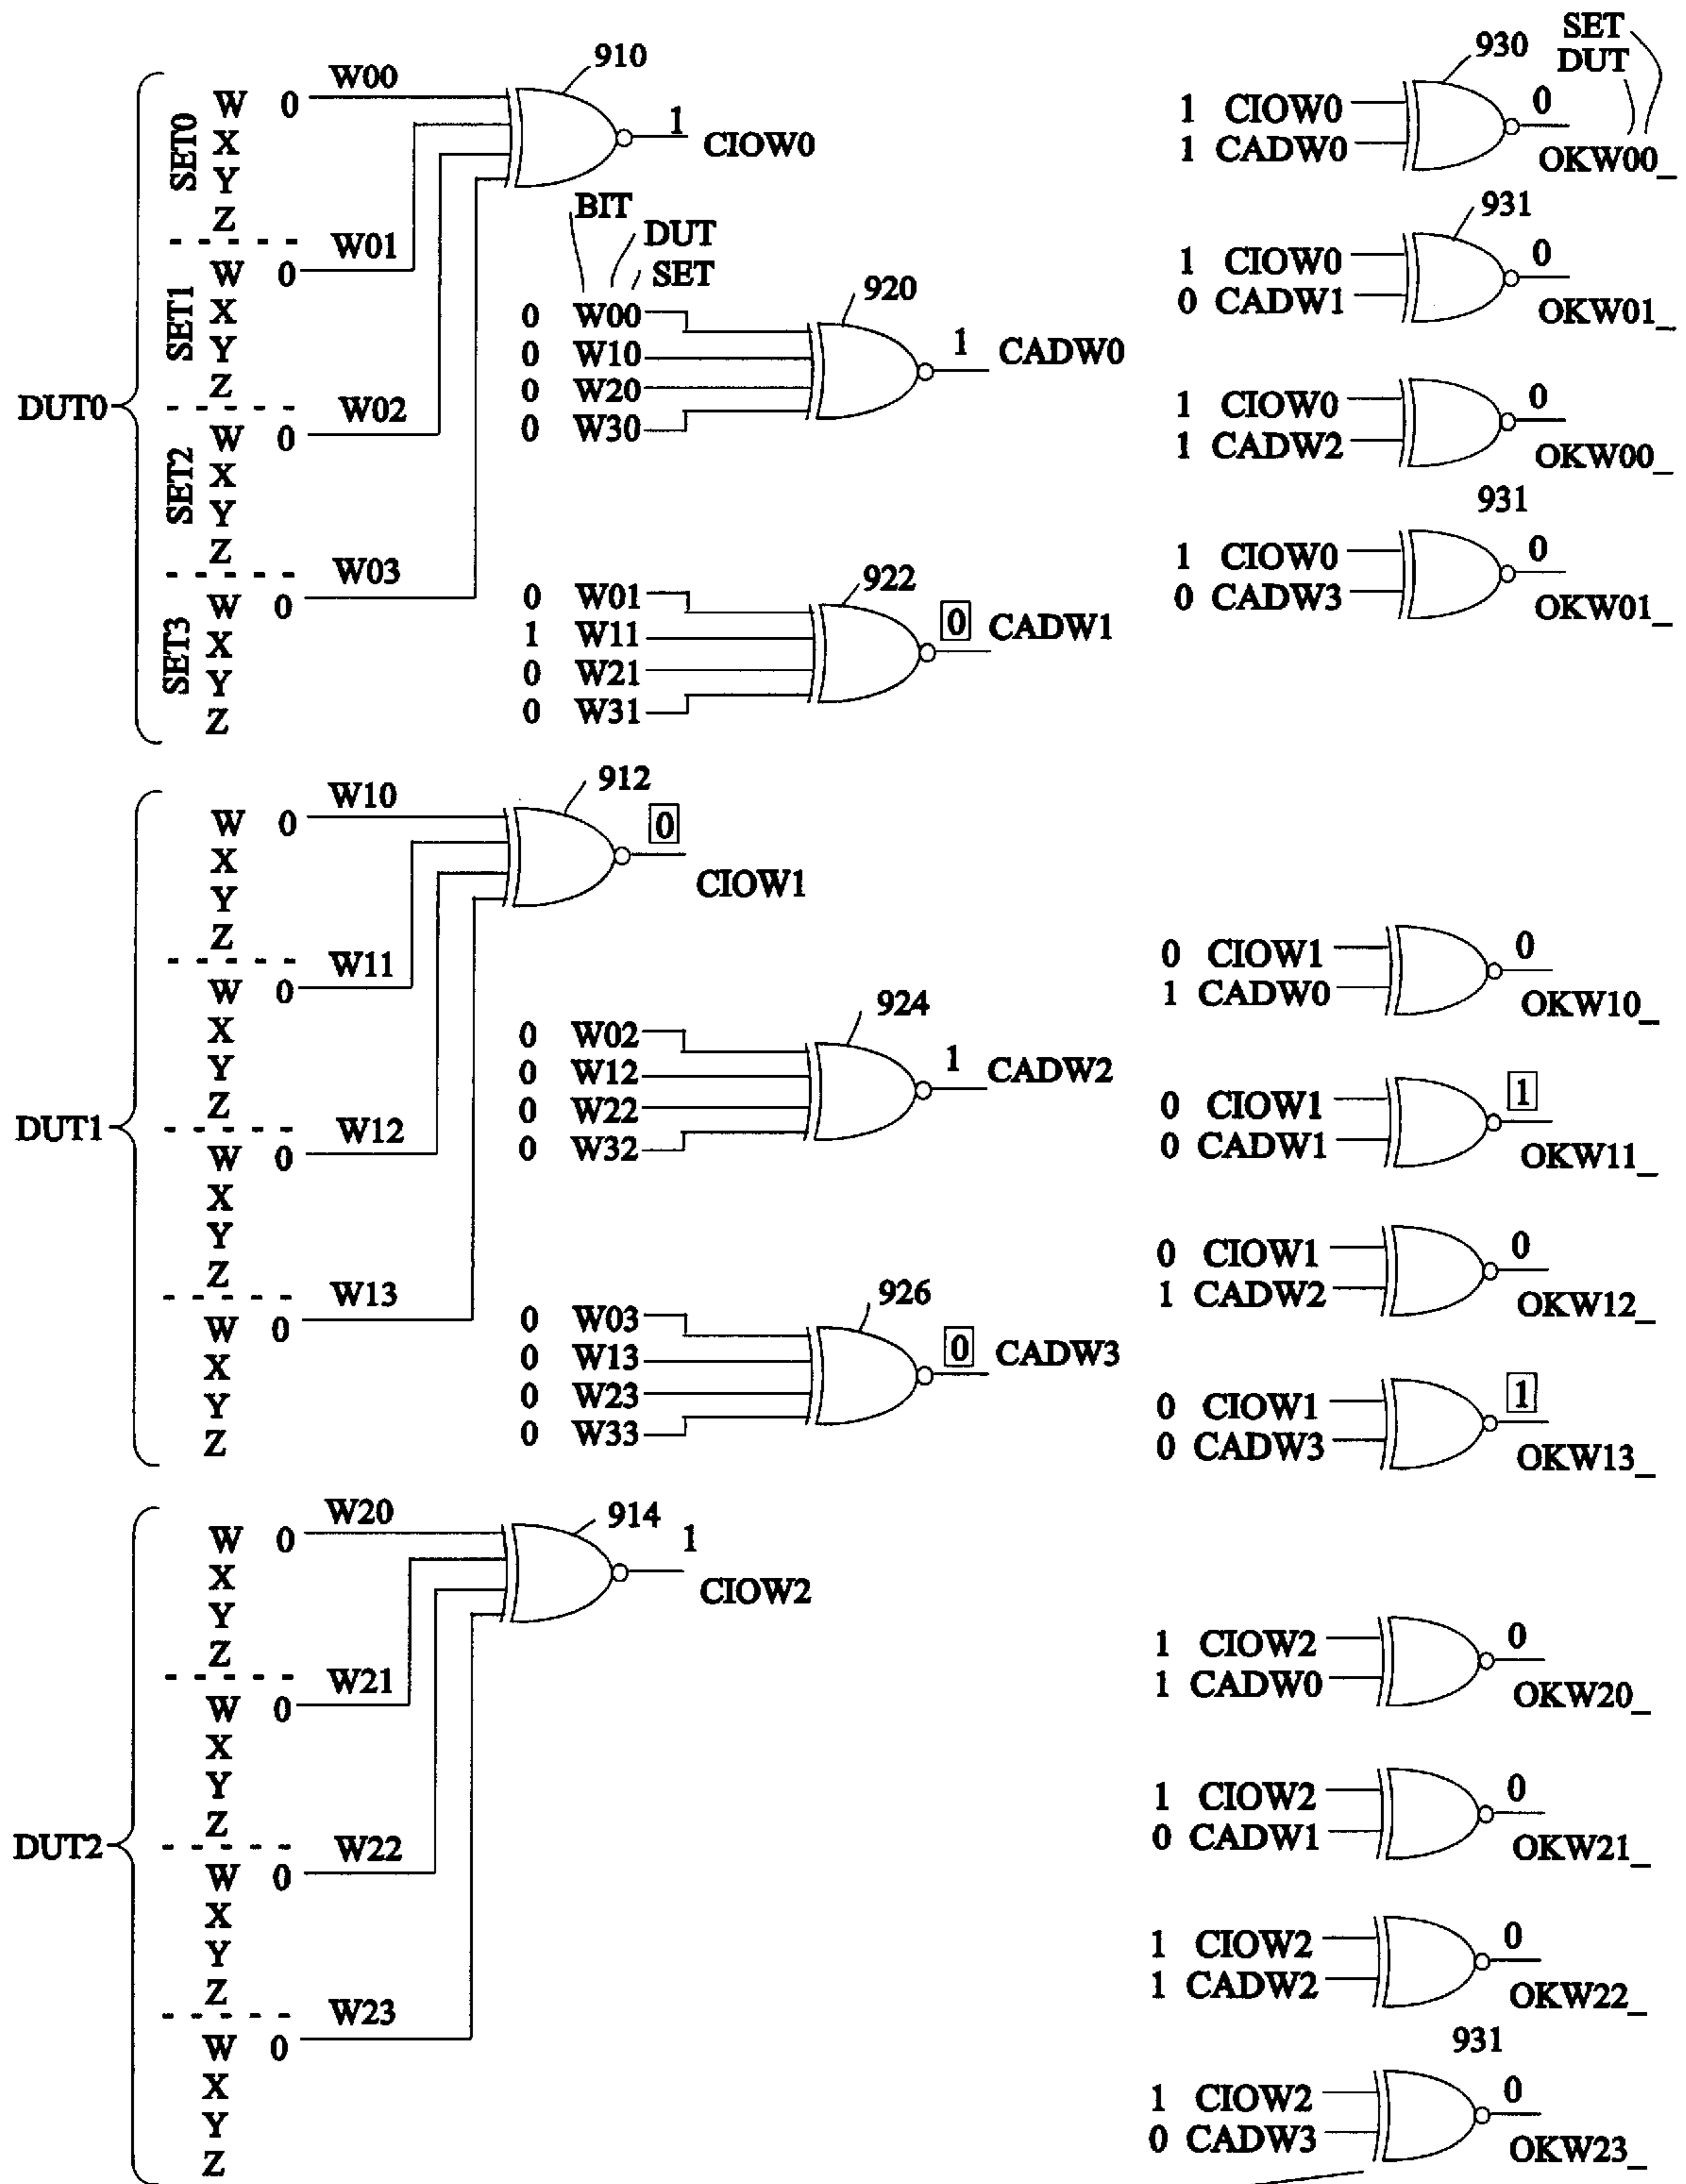 DUT0
SET0
W 0 W00
X
Y
Z
SET1
W01
W 0
X
Y
Z
SET2
W02
W 0
X
Y
Z
SET3
W03
W 0
X
Y
Z
910
1
CIOW0
BIT
DUT
SET
920
0 W00
0 W10
0 W20
0 W30
1 CADW0
922
0 W01
1 W11
0 W21
0 W31
0 CADW1
930
SET
DUT
1 CIOW0
1 CADW0
0
OKW00_
931
1 CIOW0
0 CADW1
0
OKW01_
1 CIOW0
1 CADW2
0
OKW00_
931
1 CIOW0
0 CADW3
0
OKW01_
DUT1
W10
W 0
X
Y
Z
W11
W 0
X
Y
Z
W12
W 0
X
Y
Z
W13
W 0
X
Y
Z
912
0
CIOW1
924
0 W02
0 W12
0 W22
0 W32
1 CADW2
926
0 W03
0 W13
0 W23
0 W33
0 CADW3
0 CIOW1
1 CADW0
0
OKW10_
0 CIOW1
0 CADW1
1
OKW11_
0 CIOW1
1 CADW2
0
OKW12_
0 CIOW1
0 CADW3
1
OKW13_
DUT2
W20
W 0
X
Y
Z
W21
W 0
X
Y
Z
W22
W 0
X
Y
Z
W23
W 0
X
Y
Z
914
1
CIOW2
1 CIOW2
1 CADW0
0
OKW20_
1 CIOW2
0 CADW1
0
OKW21_
1 CIOW2
1 CADW2
0
OKW22_
931
1 CIOW2
0 CADW3
0
OKW23_